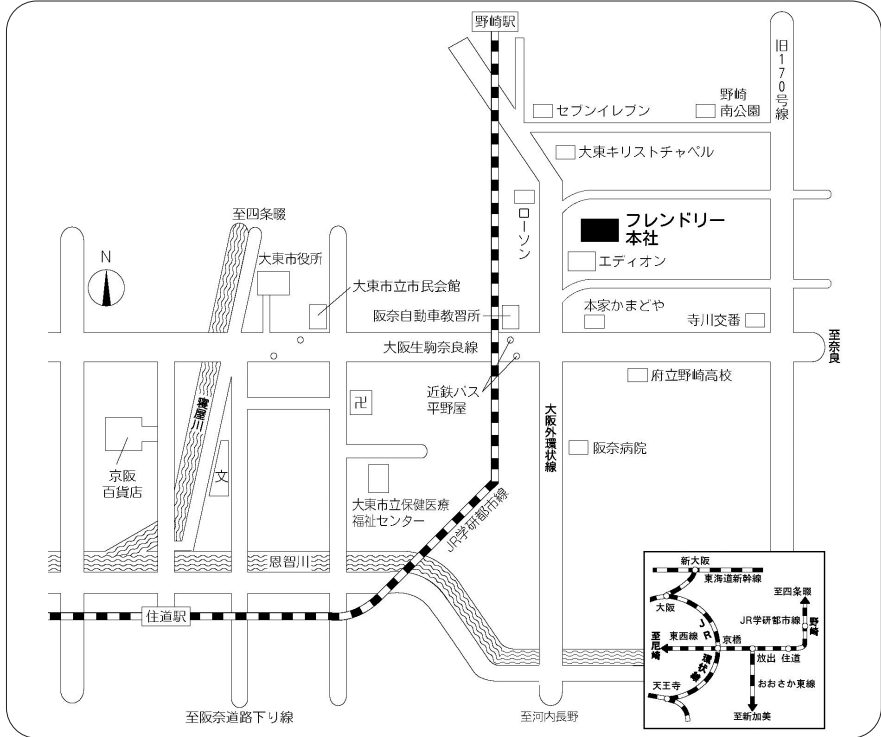 野崎駅
旧170号線
セブンイレブン
野崎
南公園
大東キリストチャペル
ローソン
フレンドリー
本社
エディオン
至四条畷
大東市役所
N
大東市立市民会館
阪奈自動車教習所
本家かまどや
寺川交番
至奈良
大阪生駒奈良線
近鉄バス
平野屋
府立野崎高校
寝屋川
卍
大阪外環状線
阪奈病院
京阪
百貨店
文
大東市立保健医療
福祉センター
JR学研都市線
恩智川
住道駅
至阪奈道路下り線
至河内長野
新大阪
東海道新幹線
大阪
至四条畷
JR
JR学研都市線
野崎
至尼崎
東西線
京橋
放出
住道
環状線
おおさか東線
天王寺
至新加美